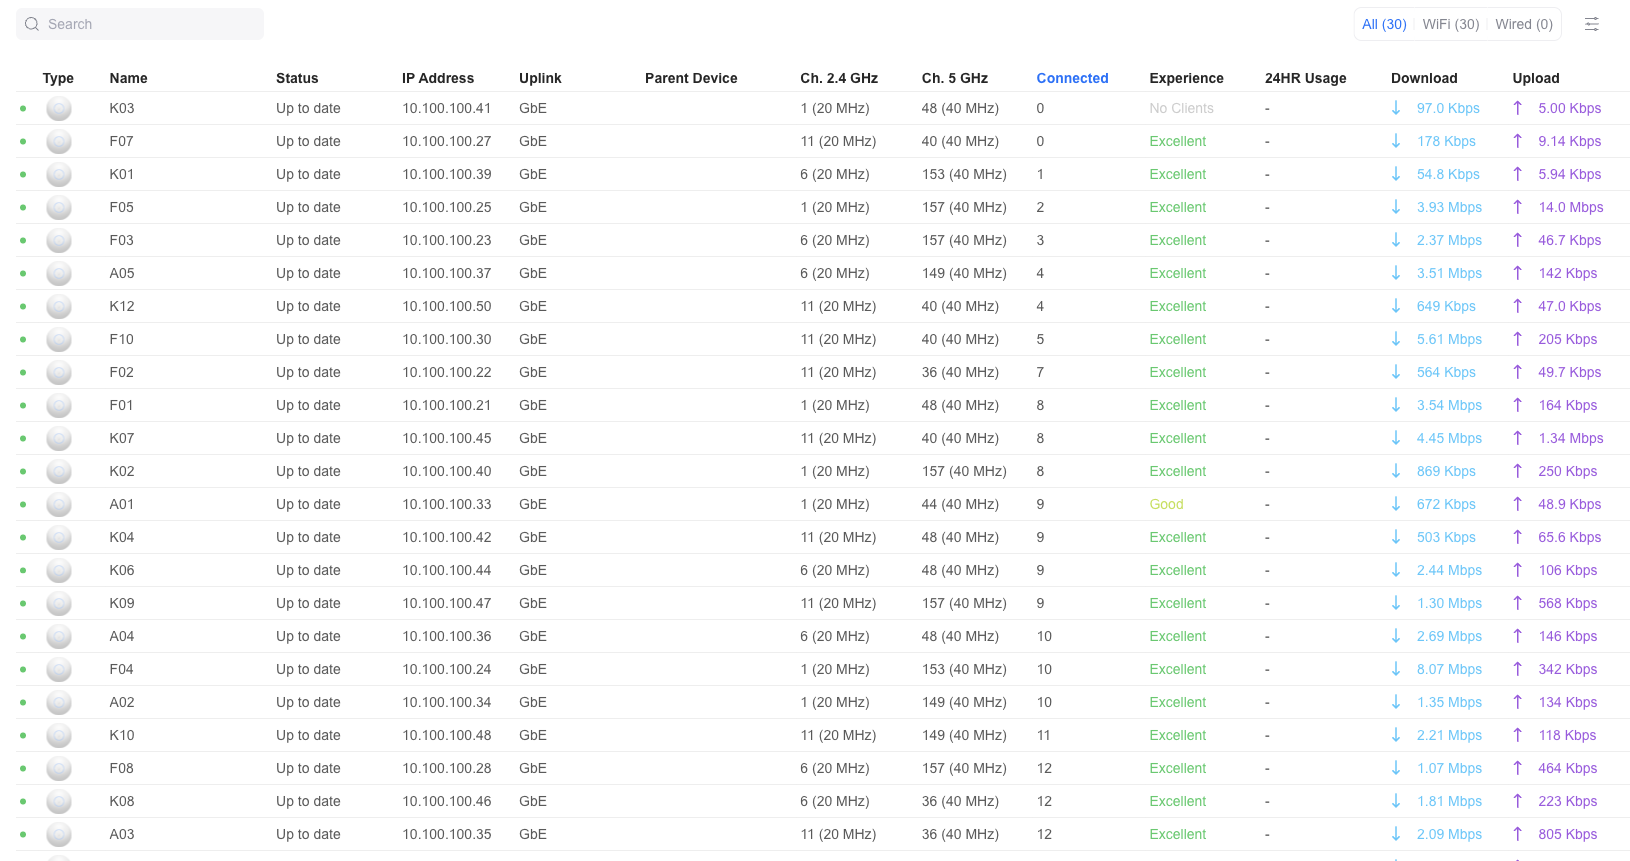 Search
All (30) WiFi (30) Wired (0)
Type Name Status IP Address Uplink Parent Device Ch. 2.4 GHz Ch. 5 GHz Connected Experience 24HR Usage Download Upload
K03 Up to date 10.100.100.41 GbE 1 (20 MHz) 48 (40 MHz) 0 No Clients - ↓ 97.0 Kbps ↑ 5.00 Kbps
F07 Up to date 10.100.100.27 GbE 11 (20 MHz) 40 (40 MHz) 0 Excellent - ↓ 178 Kbps ↑ 9.14 Kbps
K01 Up to date 10.100.100.39 GbE 6 (20 MHz) 153 (40 MHz) 1 Excellent - ↓ 54.8 Kbps ↑ 5.94 Kbps
F05 Up to date 10.100.100.25 GbE 1 (20 MHz) 157 (40 MHz) 2 Excellent - ↓ 3.93 Mbps ↑ 14.0 Mbps
F03 Up to date 10.100.100.23 GbE 6 (20 MHz) 157 (40 MHz) 3 Excellent - ↓ 2.37 Mbps ↑ 46.7 Kbps
A05 Up to date 10.100.100.37 GbE 6 (20 MHz) 149 (40 MHz) 4 Excellent - ↓ 3.51 Mbps ↑ 142 Kbps
K12 Up to date 10.100.100.50 GbE 11 (20 MHz) 40 (40 MHz) 4 Excellent - ↓ 649 Kbps ↑ 47.0 Kbps
F10 Up to date 10.100.100.30 GbE 11 (20 MHz) 40 (40 MHz) 5 Excellent - ↓ 5.61 Mbps ↑ 205 Kbps
F02 Up to date 10.100.100.22 GbE 11 (20 MHz) 36 (40 MHz) 7 Excellent - ↓ 564 Kbps ↑ 49.7 Kbps
F01 Up to date 10.100.100.21 GbE 1 (20 MHz) 48 (40 MHz) 8 Excellent - ↓ 3.54 Mbps ↑ 164 Kbps
K07 Up to date 10.100.100.45 GbE 11 (20 MHz) 40 (40 MHz) 8 Excellent - ↓ 4.45 Mbps ↑ 1.34 Mbps
K02 Up to date 10.100.100.40 GbE 1 (20 MHz) 157 (40 MHz) 8 Excellent - ↓ 869 Kbps ↑ 250 Kbps
A01 Up to date 10.100.100.33 GbE 1 (20 MHz) 44 (40 MHz) 9 Good - ↓ 672 Kbps ↑ 48.9 Kbps
K04 Up to date 10.100.100.42 GbE 11 (20 MHz) 48 (40 MHz) 9 Excellent - ↓ 503 Kbps ↑ 65.6 Kbps
K06 Up to date 10.100.100.44 GbE 6 (20 MHz) 48 (40 MHz) 9 Excellent - ↓ 2.44 Mbps ↑ 106 Kbps
K09 Up to date 10.100.100.47 GbE 11 (20 MHz) 157 (40 MHz) 9 Excellent - ↓ 1.30 Mbps ↑ 568 Kbps
A04 Up to date 10.100.100.36 GbE 6 (20 MHz) 48 (40 MHz) 10 Excellent - ↓ 2.69 Mbps ↑ 146 Kbps
F04 Up to date 10.100.100.24 GbE 1 (20 MHz) 153 (40 MHz) 10 Excellent - ↓ 8.07 Mbps ↑ 342 Kbps
A02 Up to date 10.100.100.34 GbE 1 (20 MHz) 149 (40 MHz) 10 Excellent - ↓ 1.35 Mbps ↑ 134 Kbps
K10 Up to date 10.100.100.48 GbE 11 (20 MHz) 149 (40 MHz) 11 Excellent - ↓ 2.21 Mbps ↑ 118 Kbps
F08 Up to date 10.100.100.28 GbE 6 (20 MHz) 157 (40 MHz) 12 Excellent - ↓ 1.07 Mbps ↑ 464 Kbps
K08 Up to date 10.100.100.46 GbE 6 (20 MHz) 36 (40 MHz) 12 Excellent - ↓ 1.81 Mbps ↑ 223 Kbps
A03 Up to date 10.100.100.35 GbE 11 (20 MHz) 36 (40 MHz) 12 Excellent - ↓ 2.09 Mbps ↑ 805 Kbps